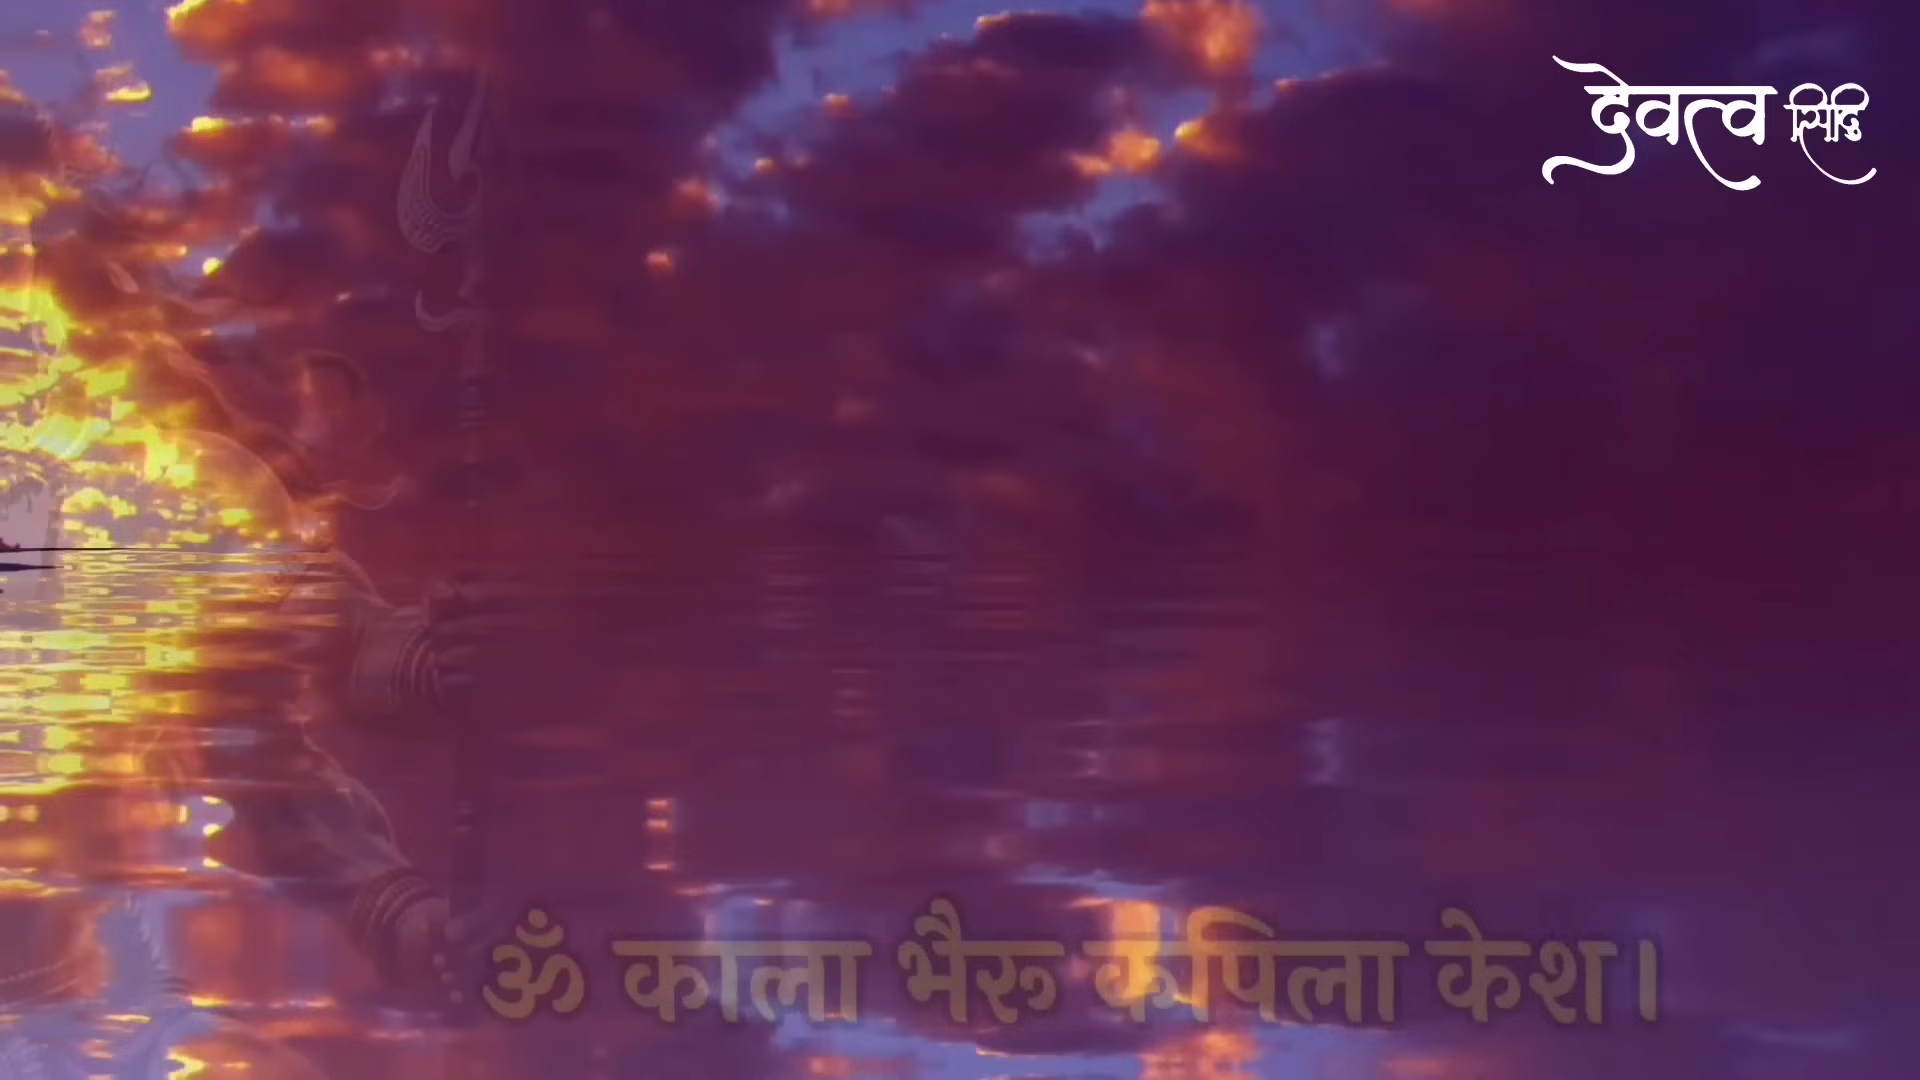 देवत्व सिद्धि
ॐ काला भैरू कपिला केश।